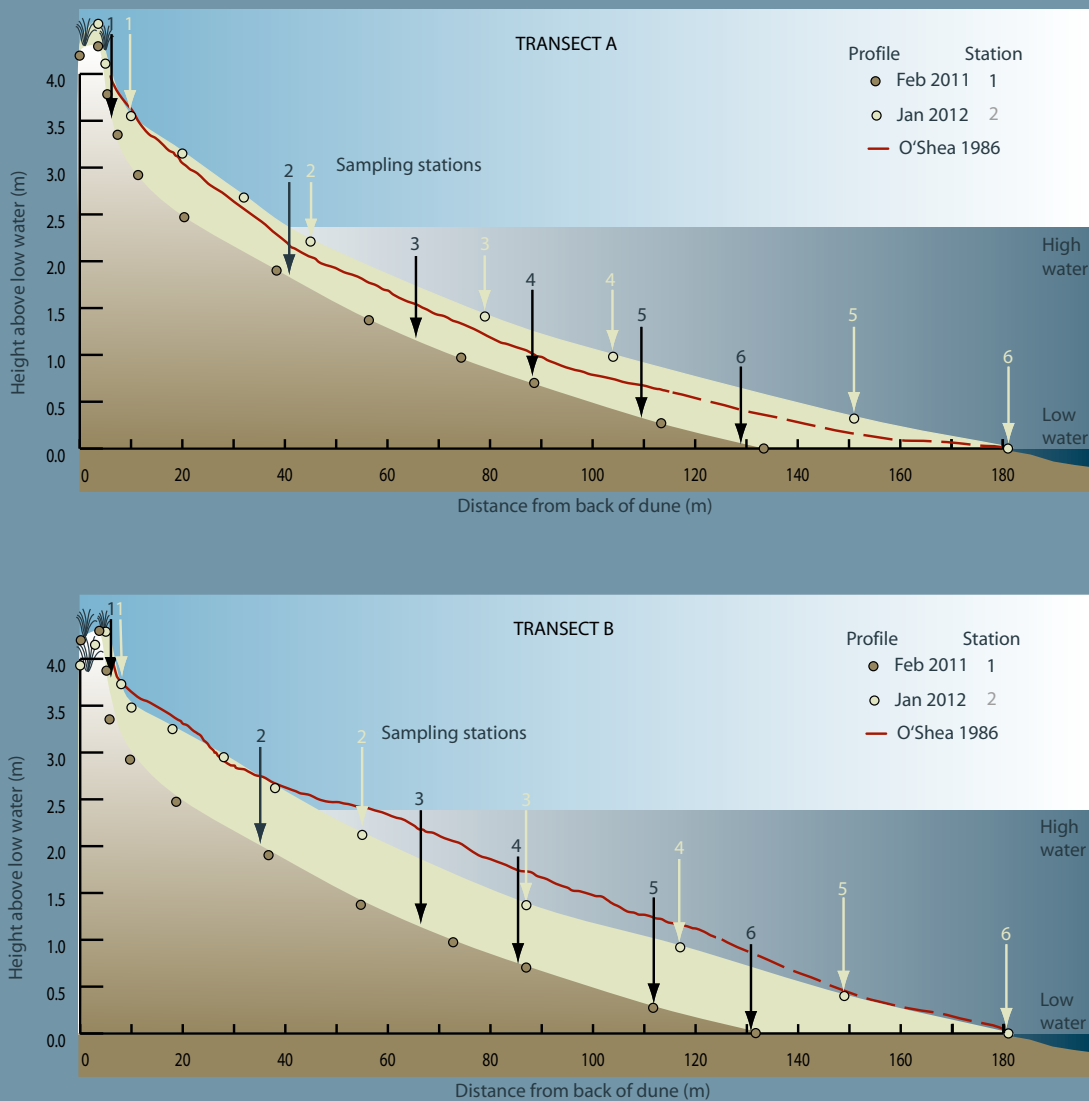 TRANSECT A
Profile Station
Feb 2011 1
Jan 2012 2
O'Shea 1986
Sampling stations
1 1
2 2
3 3
4 4
5 5
6 6
High
water
Low
water
Height above low water (m)
4.0
3.5
3.0
2.5
2.0
1.5
1.0
0.5
0.0
0 20 40 60 80 100 120 140 160 180
Distance from back of dune (m)
TRANSECT B
Profile Station
Feb 2011 1
Jan 2012 2
O'Shea 1986
Sampling stations
1 1
2 2
3 3
4 4
5 5
6 6
High
water
Low
water
Height above low water (m)
4.0
3.5
3.0
2.5
2.0
1.5
1.0
0.5
0.0
0 20 40 60 80 100 120 140 160 180
Distance from back of dune (m)